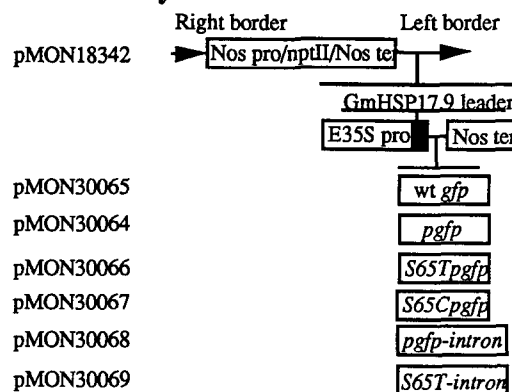 Right border Left border
pMON18342 Nos pro/nptII/Nos ter
GmHSP17.9 leader
E35S pro Nos ter
pMON30065 wt gfp
pMON30064 pgfp
pMON30066 S65Tpgfp
pMON30067 S65Cpgfp
pMON30068 pgfp-intron
pMON30069 S65T-intron